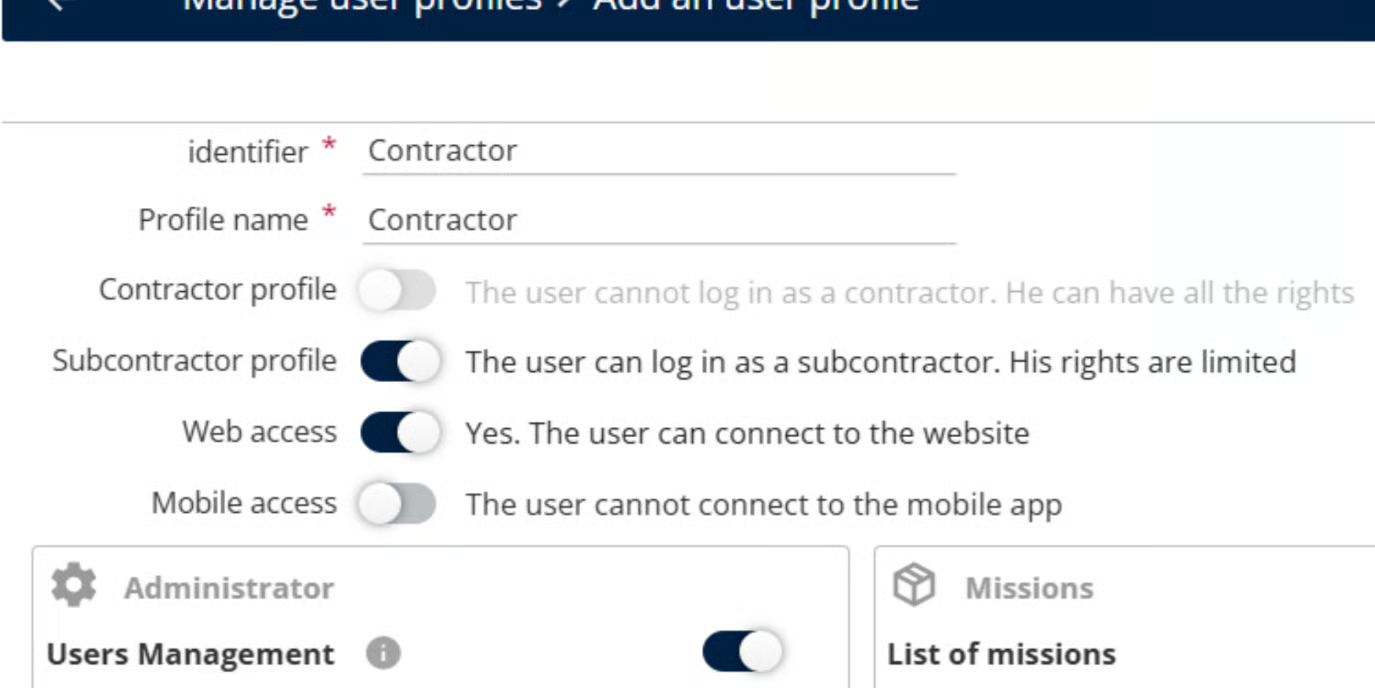 Manage user profiles > Add an user profile
identifier *
Contractor
Profile name *
Contractor
Contractor profile
The user cannot log in as a contractor. He can have all the rights
Subcontractor profile
The user can log in as a subcontractor. His rights are limited
Web access
Yes. The user can connect to the website
Mobile access
The user cannot connect to the mobile app
Administrator
Missions
Users Management
List of missions